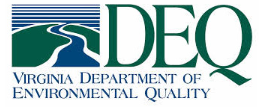 DEQ
VIRGINIA DEPARTMENT OF
ENVIRONMENTAL QUALITY